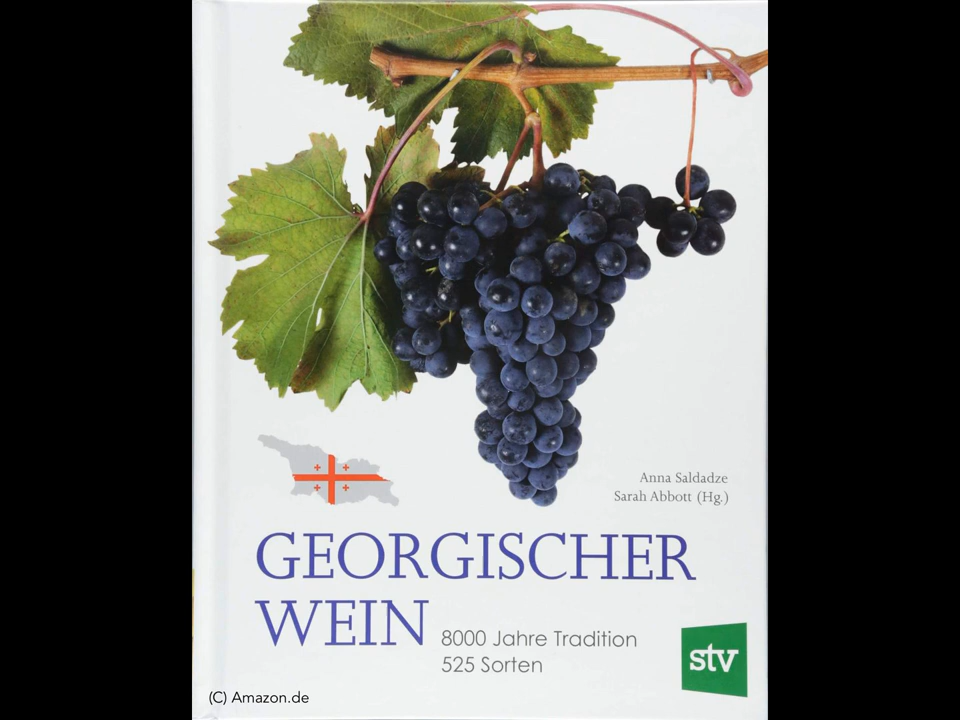 Anna Saldadze
Sarah Abbott (Hg.)
GEORGISCHER
WEIN
8000 Jahre Tradition
525 Sorten
stv
(C) Amazon.de